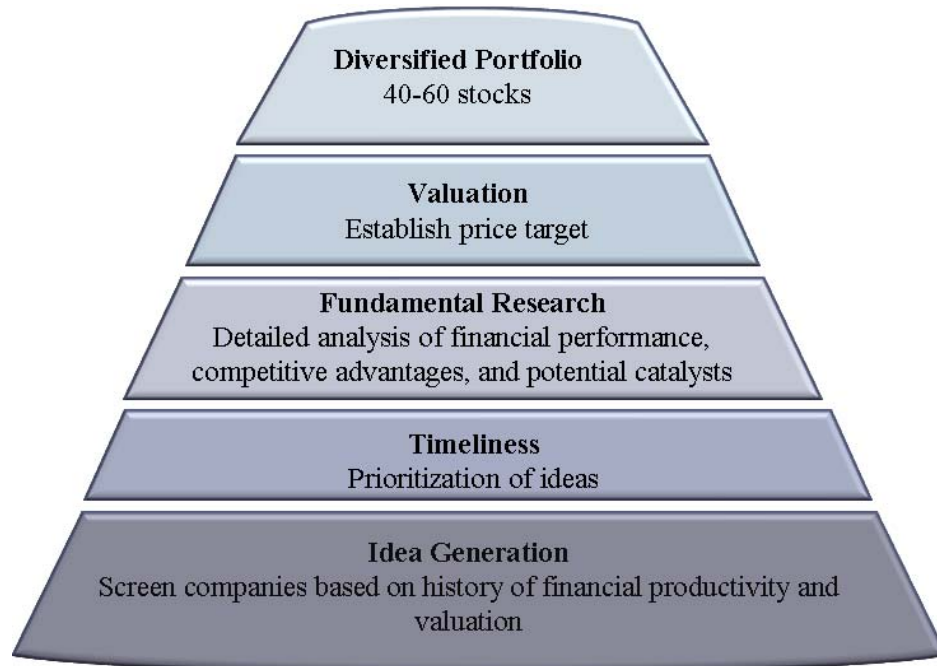 Diversified Portfolio
40-60 stocks
Valuation
Establish price target
Fundamental Research
Detailed analysis of financial performance,
competitive advantages, and potential catalysts
Timeliness
Prioritization of ideas
Idea Generation
Screen companies based on history of financial productivity and
valuation